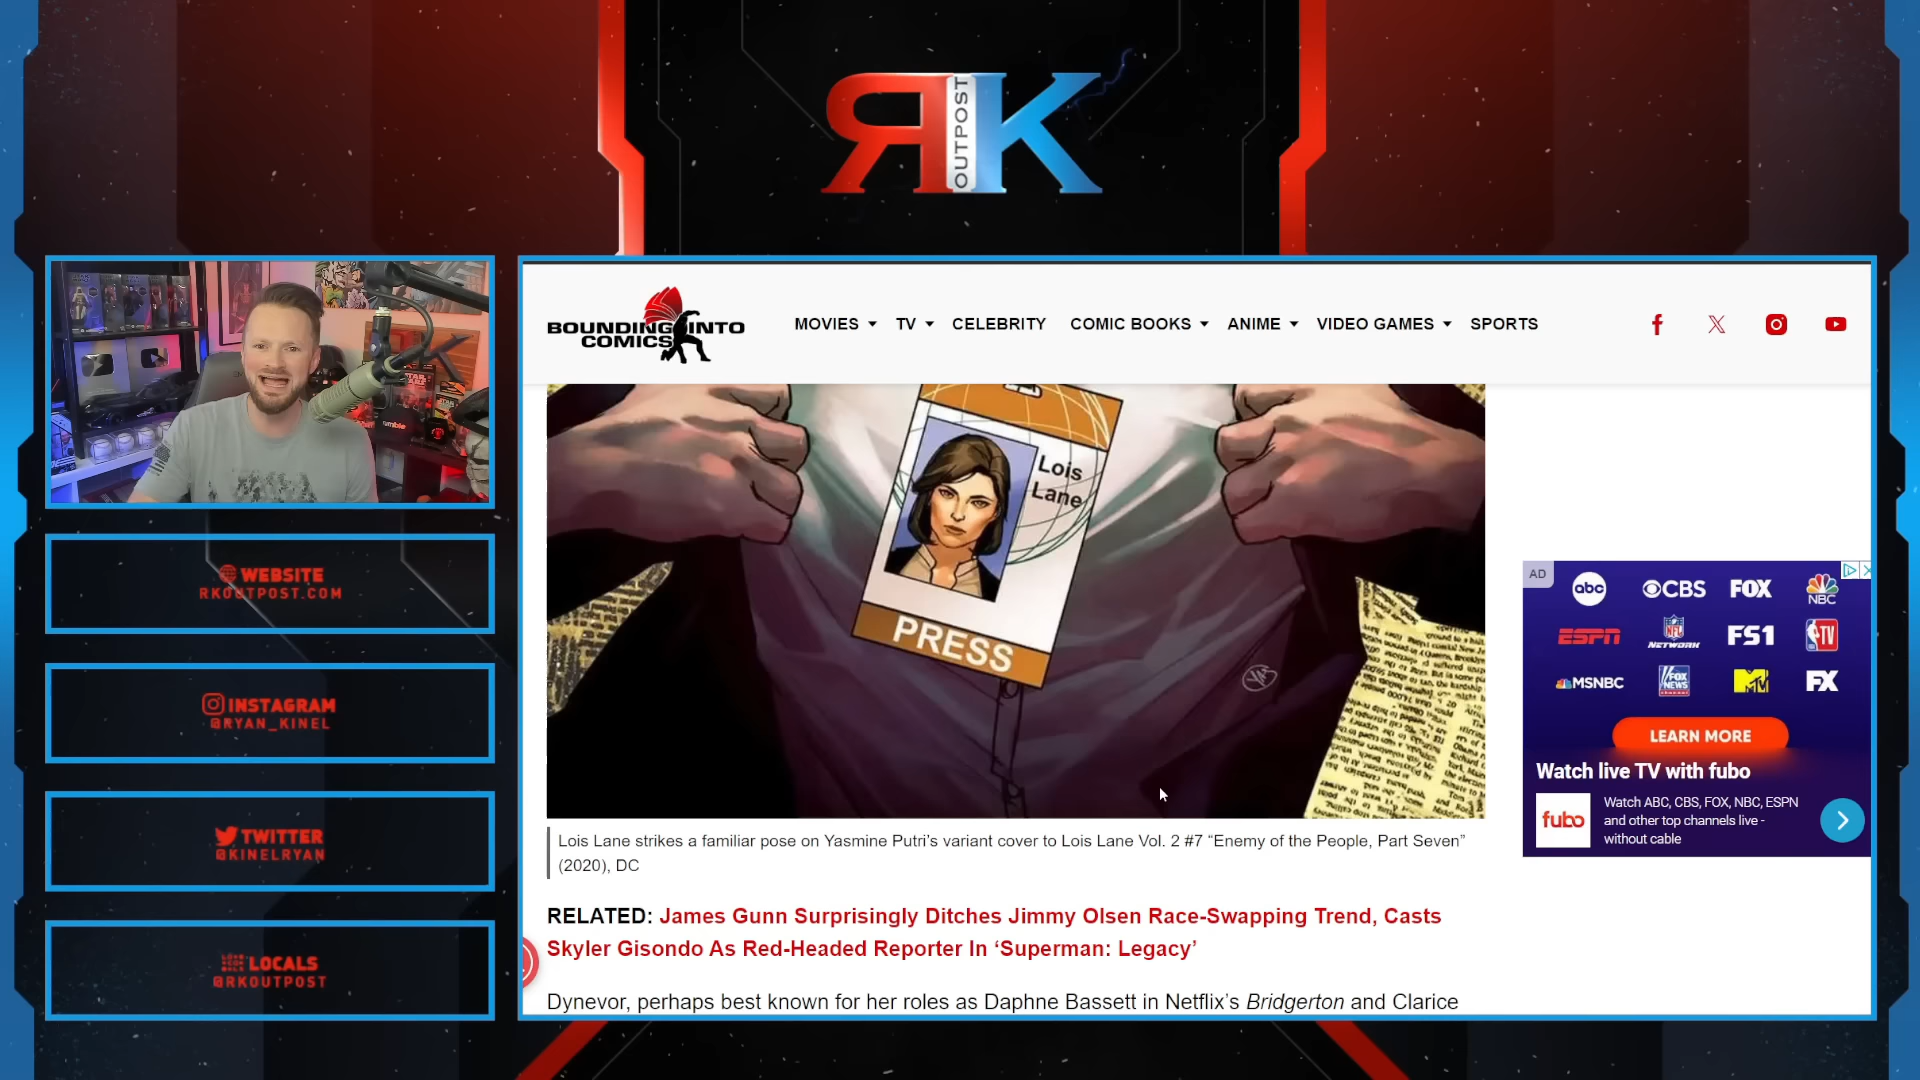 RK
OUTPOST
BOUNDING INTO
COMICS
MOVIES
TV
CELEBRITY
COMIC BOOKS
ANIME
VIDEO GAMES
SPORTS
Lois
Lane
PRESS
YAS
WEBSITE
RKOUTPOST.COM
INSTAGRAM
@RYAN_KINEL
TWITTER
@KINELRYAN
LOCALS
@RKOUTPOST
AD
abc
CBS
FOX
NBC
ESPN
NFL
NETWORK
FS1
TV
MSNBC
FOX
NEWS
MTV
FX
LEARN MORE
Watch live TV with fubo
fubo
Watch ABC, CBS, FOX, NBC, ESPN
and other top channels live -
without cable
Lois Lane strikes a familiar pose on Yasmine Putri’s variant cover to Lois Lane Vol. 2 #7 “Enemy of the People, Part Seven”
(2020), DC
RELATED: James Gunn Surprisingly Ditches Jimmy Olsen Race-Swapping Trend, Casts
Skyler Gisondo As Red-Headed Reporter In ‘Superman: Legacy’
Dynevor, perhaps best known for her roles as Daphne Bassett in Netflix’s Bridgerton and Clarice